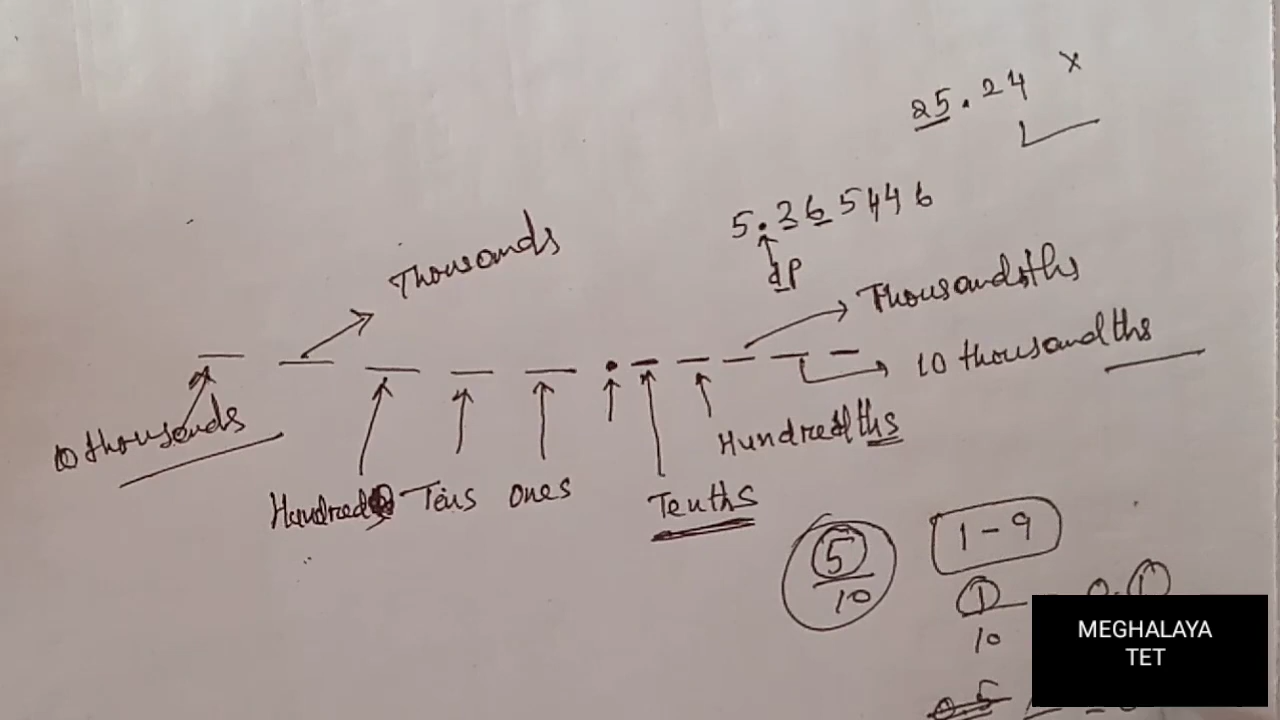 25.24 x
5.265446
dp
Thousands
Thousandths
10 thousandths
10 thousands
Hundredths
Hundreds Tens ones
Tenths
5
10
1-9
1
10
MEGHALAYA
TET